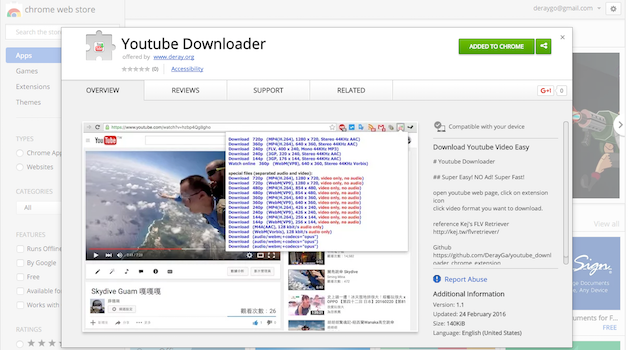 chrome web store
deraygo@gmail.com
Search the store
Apps
Games
Extensions
Themes
TYPES
Chrome App
Websites
CATEGORIES
All
FEATURES
Runs Offline
By Google
Free
Available fo
Works with
RATINGS
Youtube Downloader
offered by www.deray.org
(0) Accessibility
ADDED TO CHROME
OVERVIEW
REVIEWS
SUPPORT
RELATED
G+1 0
YouTube
Download 720p (MP4(H.264), 1280 x 720, Stereo 44KHz AAC)
Download 360p (MP4(H.264), 640 x 360, Stereo 44KHz AAC)
Download 240p (FLV, 400 x 240, Mono MP3)
Download 240p (3GP, 320 x 240, Stereo 44KHz AAC)
Download 144p (3GP, 176 x 144, Stereo 44KHz AAC)
Watch online 360p (WebM(VP8), 640 x 360, Stereo 44KHz Vorbis)
special files (separated audio and video):
Download 720p (MP4(H.264), 1280 x 720, video only, no audio)
Download 720p (WebM(VP9), 1280 x 720, video only, no audio)
Download 480p (MP4(H.264), 854 x 480, video only, no audio)
Download 480p (WebM(VP9), 854 x 480, video only, no audio)
Download 360p (MP4(H.264), 640 x 360, video only, no audio)
Download 360p (WebM(VP9), 640 x 360, video only, no audio)
Download 240p (MP4(H.264), 426 x 240, video only, no audio)
Download 240p (WebM(VP9), 426 x 240, video only, no audio)
Download 144p (MP4(H.264), 256 x 144, video only, no audio)
Download 144p (WebM(VP9), 256 x 144, video only, no audio)
Download (M4A(AAC), 128 kbit/s audio only)
Download (WebM(Vorbis), 128 kbit/s audio only)
Download (audio/webm;+codecs="opus")
Download (audio/webm;+codecs="opus")
Download (audio/webm;+codecs="opus")
Skydive Guam 嘎嘎嘎
觀看次數：26
Compatible with your device
Download Youtube Video Easy
# Youtube Downloader
## Super Easy! NO Ad! Super Fast!
open youtube web page, click on extension
icon
click video format you want to download.
reference Kej's FLV Retriever
http://kej.tw/flvretriever/
Github
https://github.com/DerayGa/youtube_downl
oader_chrome_extension
Report Abuse
Additional Information
Version: 1.1
Updated: 24 February 2016
Size: 140KiB
Language: English (United States)
View all
Sign.
FREE